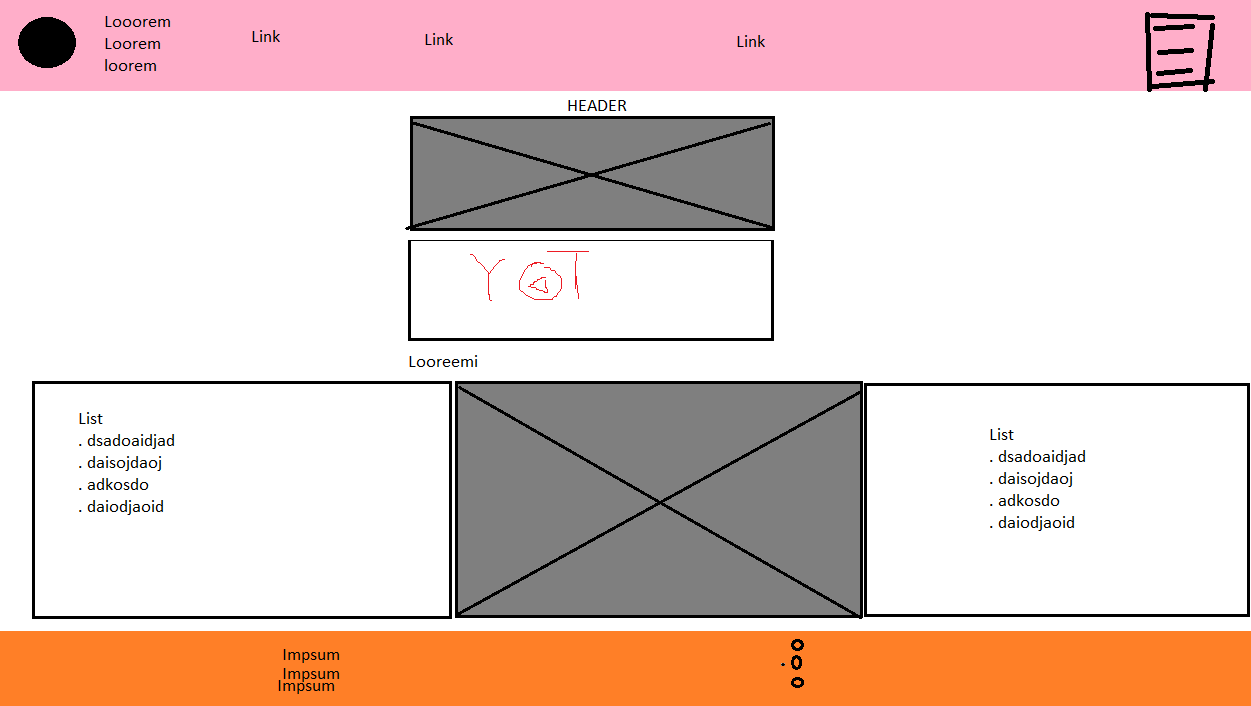 Looorem
Loorem
loorem
Link
Link
Link
HEADER
Looreemi
List
. dsadoaidjad
. daisojdaoj
. adkosdo
. daiodjaoid
List
. dsadoaidjad
. daisojdaoj
. adkosdo
. daiodjaoid
Impsum
Impsum
Impsum